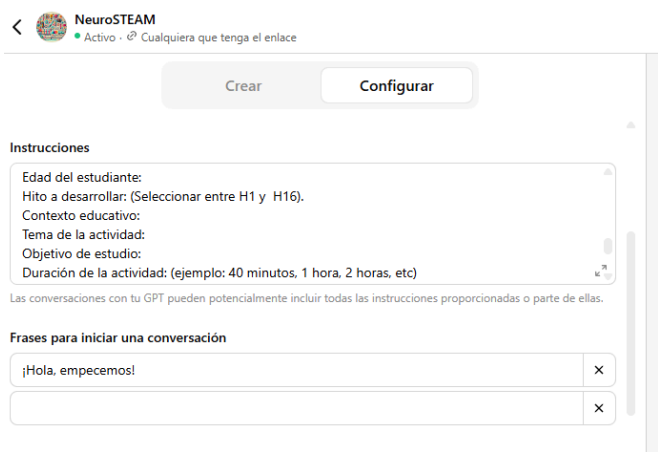 NeuroSTEAM
Activo · Cualquiera que tenga el enlace
Crear
Configurar
Instrucciones
Edad del estudiante:
Hito a desarrollar: (Seleccionar entre H1 y  H16).
Contexto educativo:
Tema de la actividad:
Objetivo de estudio:
Duración de la actividad: (ejemplo: 40 minutos, 1 hora, 2 horas, etc)
Las conversaciones con tu GPT pueden potencialmente incluir todas las instrucciones proporcionadas o parte de ellas.
Frases para iniciar una conversación
¡Hola, empecemos!